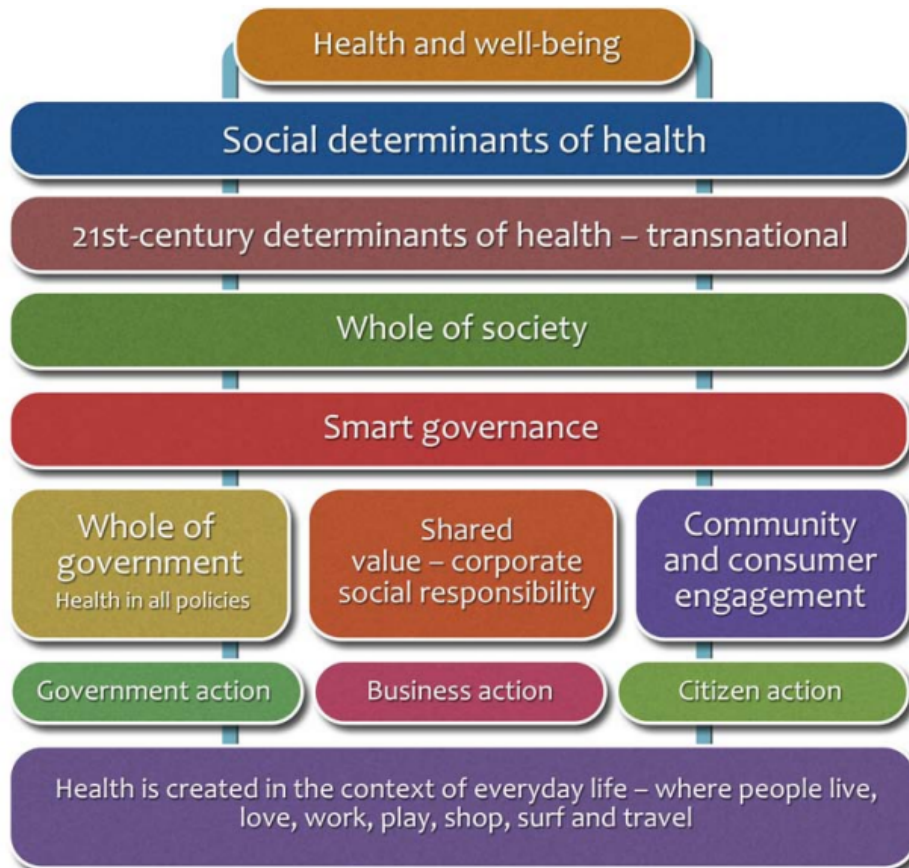 Health and well-being
Social determinants of health
21st-century determinants of health – transnational
Whole of society
Smart governance
Whole of
government
Health in all policies
Shared
value – corporate
social responsibility
Community
and consumer
engagement
Government action
Business action
Citizen action
Health is created in the context of everyday life – where people live,
love, work, play, shop, surf and travel